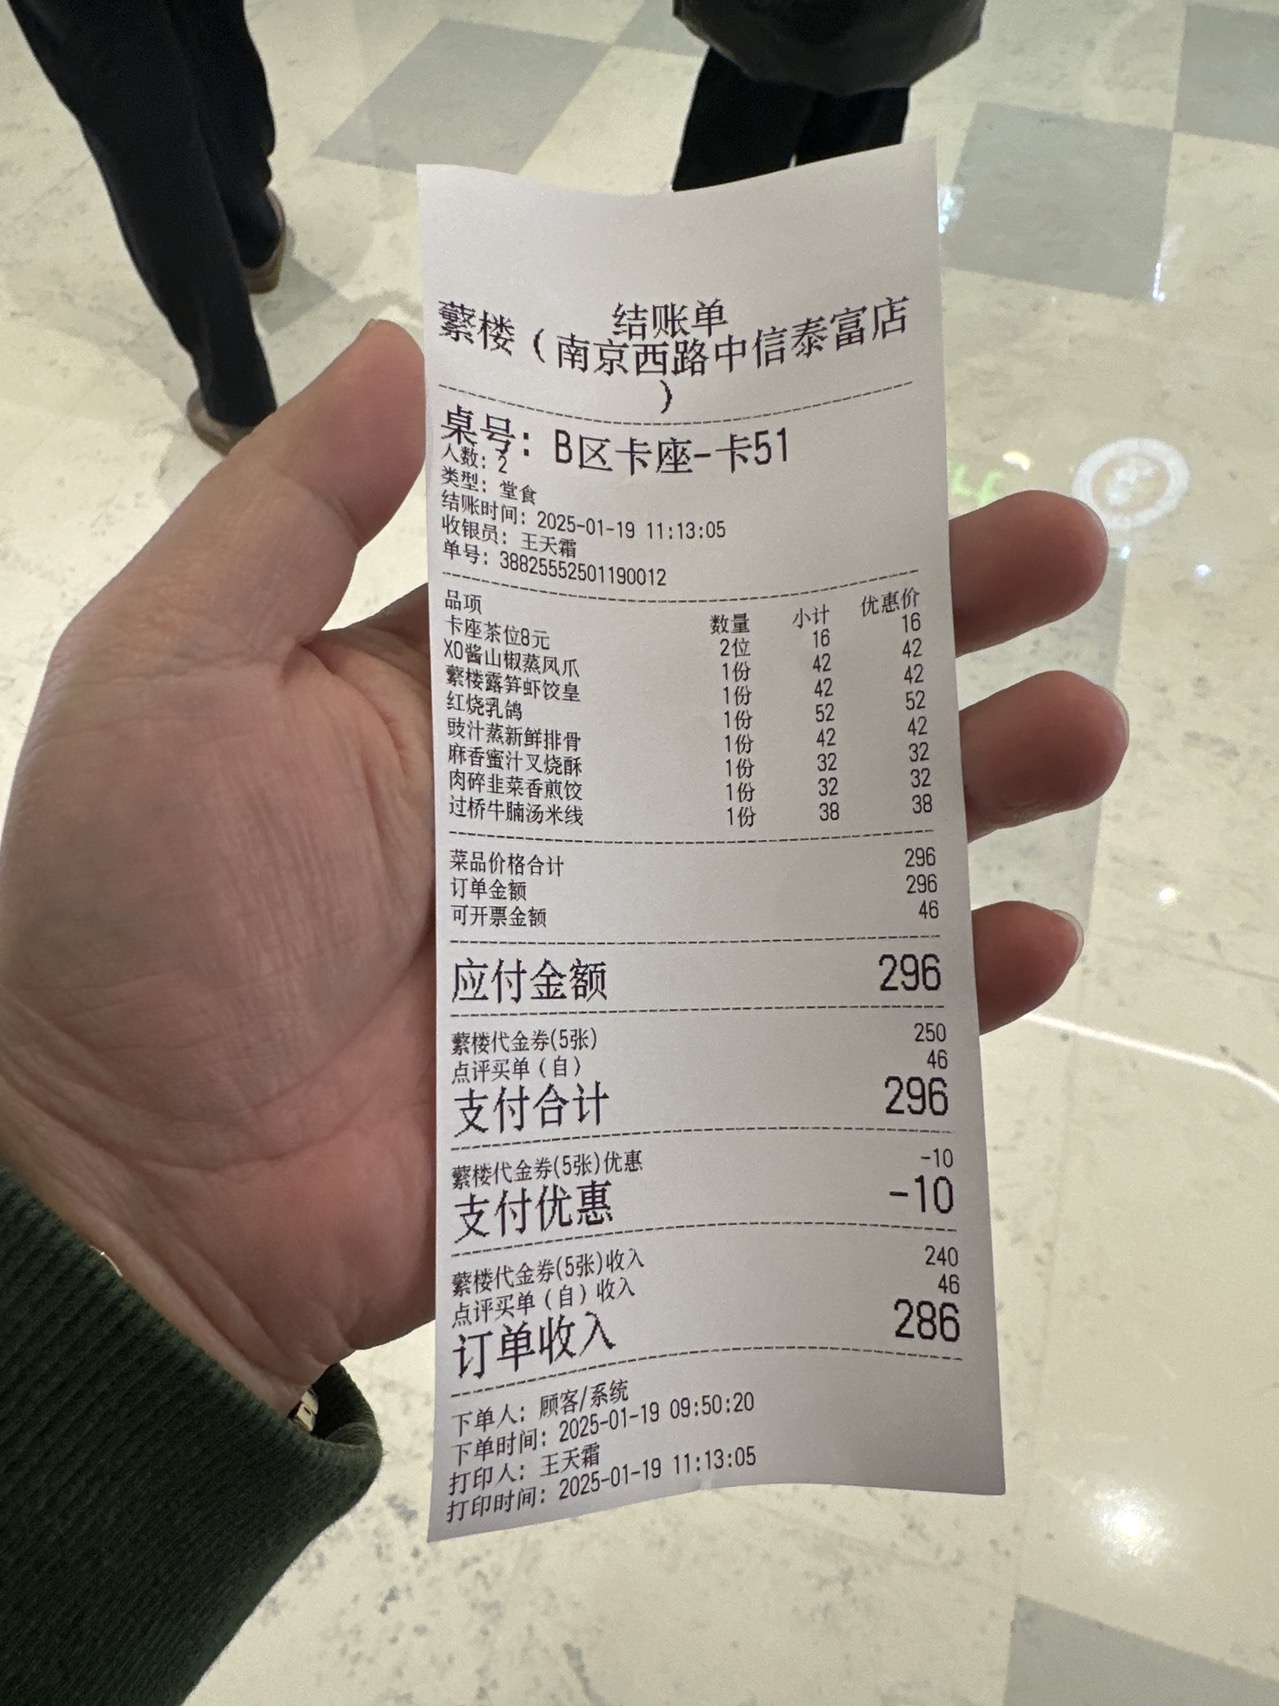 结账单
蘩楼（南京西路中信泰富店
）
桌号：B区卡座-卡51
人数：2
类型：堂食
结账时间：2025-01-19 11:13:05
收银员：王天霜
单号：38825552501190012
品项 数量 小计 优惠价
卡座茶位8元 2位 16 16
XO酱山椒蒸凤爪 1份 42 42
蘩楼露笋虾饺皇 1份 42 42
红烧乳鸽 1份 52 52
豉汁蒸新鲜排骨 1份 42 42
麻香蜜汁叉烧酥 1份 32 32
肉碎韭菜香煎饺 1份 32 32
过桥牛腩汤米线 1份 38 38
菜品价格合计 296
订单金额 296
可开票金额 46
应付金额 296
蘩楼代金券(5张) 250
点评买单（自） 46
支付合计 296
蘩楼代金券(5张)优惠 -10
支付优惠 -10
蘩楼代金券(5张)收入 240
点评买单（自）收入 46
订单收入 286
下单人：顾客/系统
下单时间：2025-01-19 09:50:20
打印人：王天霜
打印时间：2025-01-19 11:13:05